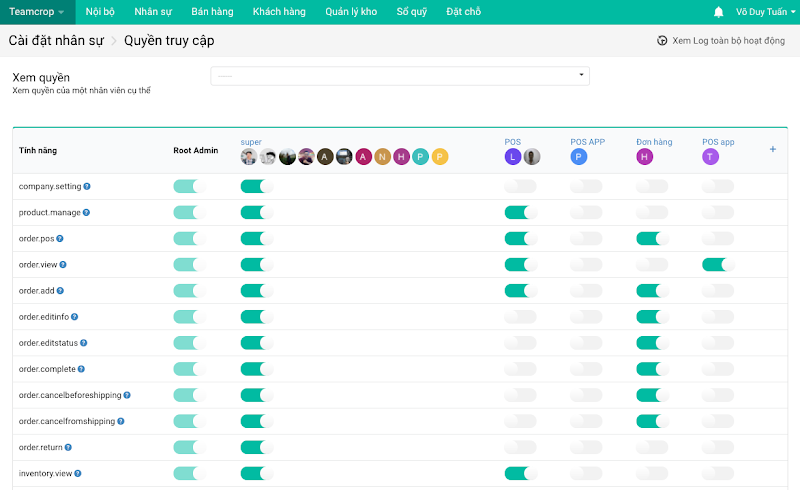 Teamcrop Nội bộ Nhân sự Bán hàng Khách hàng Quản lý kho Sổ quỹ Đặt chỗ Võ Duy Tuấn
Cài đặt nhân sự Quyền truy cập Xem Log toàn bộ hoạt động
Xem quyền
Xem quyền của một nhân viên cụ thể
Tính năng Root Admin super POS POS APP Đơn hàng POS app +
A A N H P P L P H T
company.setting ?
product.manage ?
order.pos ?
order.view ?
order.add ?
order.editinfo ?
order.editstatus ?
order.complete ?
order.cancelbeforeshipping ?
order.cancelfromshipping ?
order.return ?
inventory.view ?